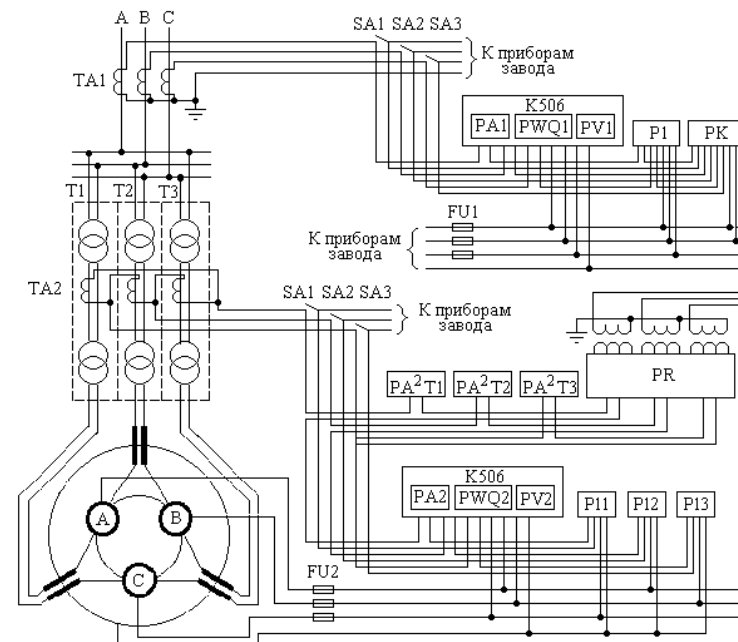 A B C
SA1 SA2 SA3
К приборам
завода
TA1
K506
PA1 PWQ1 PV1
P1
PK
T1 T2 T3
FU1
К приборам
завода
TA2
SA1 SA2 SA3
К приборам
завода
PA²T1 PA²T2 PA²T3
PR
K506
PA2 PWQ2 PV2
P11 P12 P13
A B
C
FU2